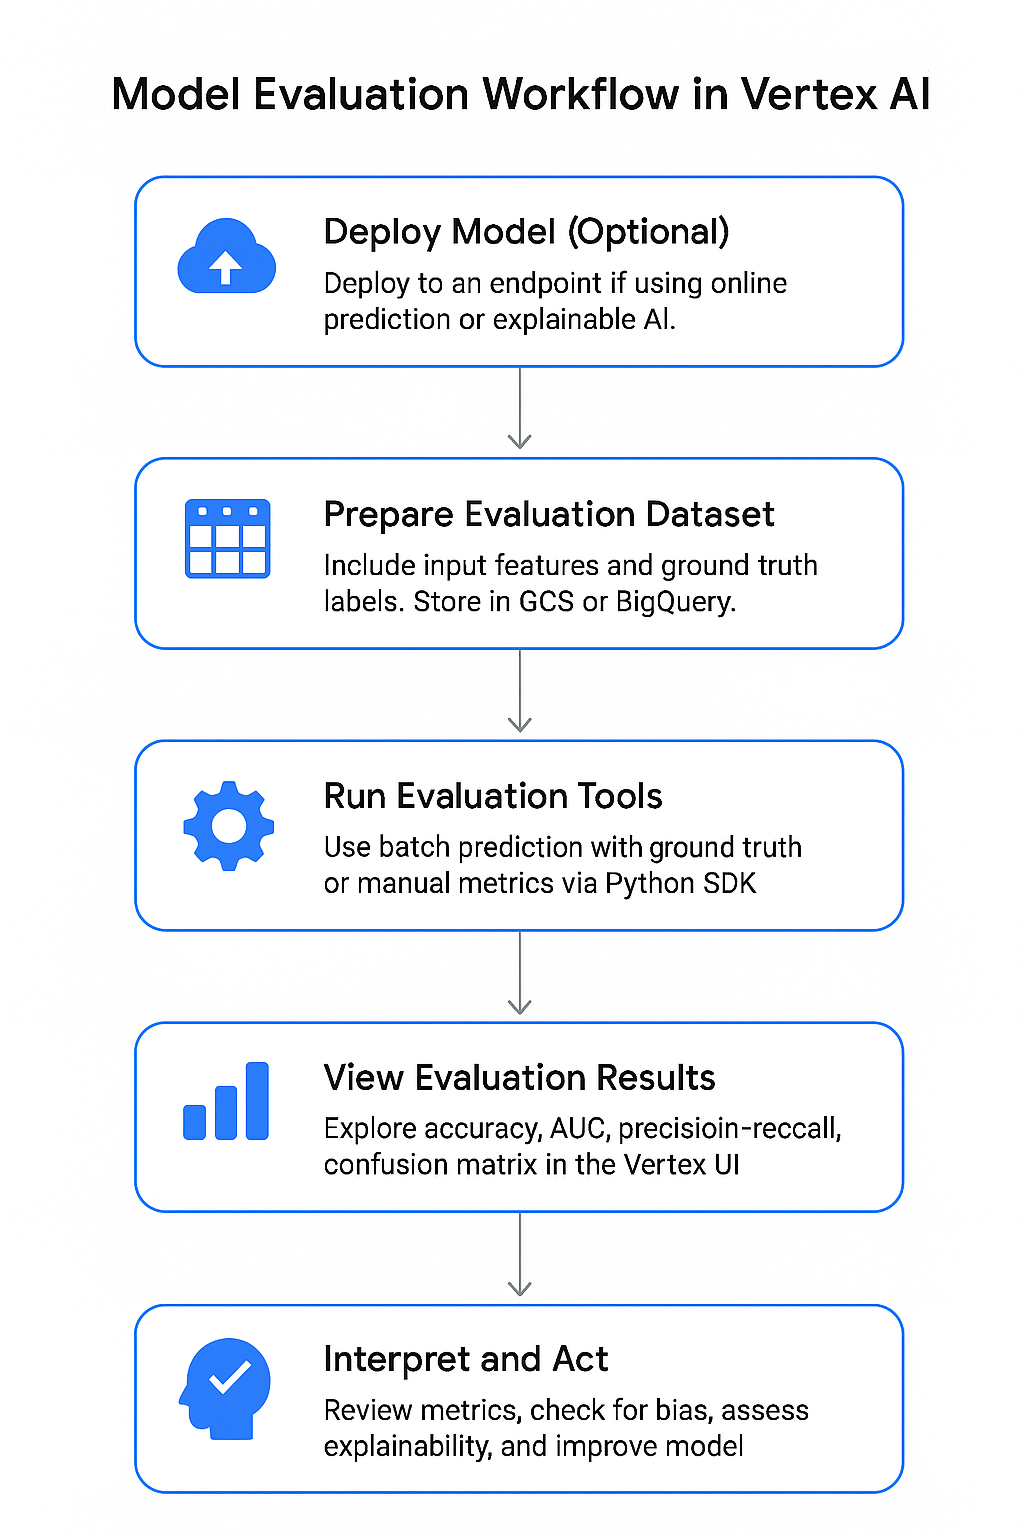 Model Evaluation Workflow in Vertex AI
Deploy Model (Optional)
Deploy to an endpoint if using online
prediction or explainable AI.
Prepare Evaluation Dataset
Include input features and ground truth
labels. Store in GCS or BigQuery.
Run Evaluation Tools
Use batch prediction with ground truth
or manual metrics via Python SDK
View Evaluation Results
Explore accuracy, AUC, precisioin-reccall,
confusion matrix in the Vertex UI
Interpret and Act
Review metrics, check for bias, assess
explainability, and improve model